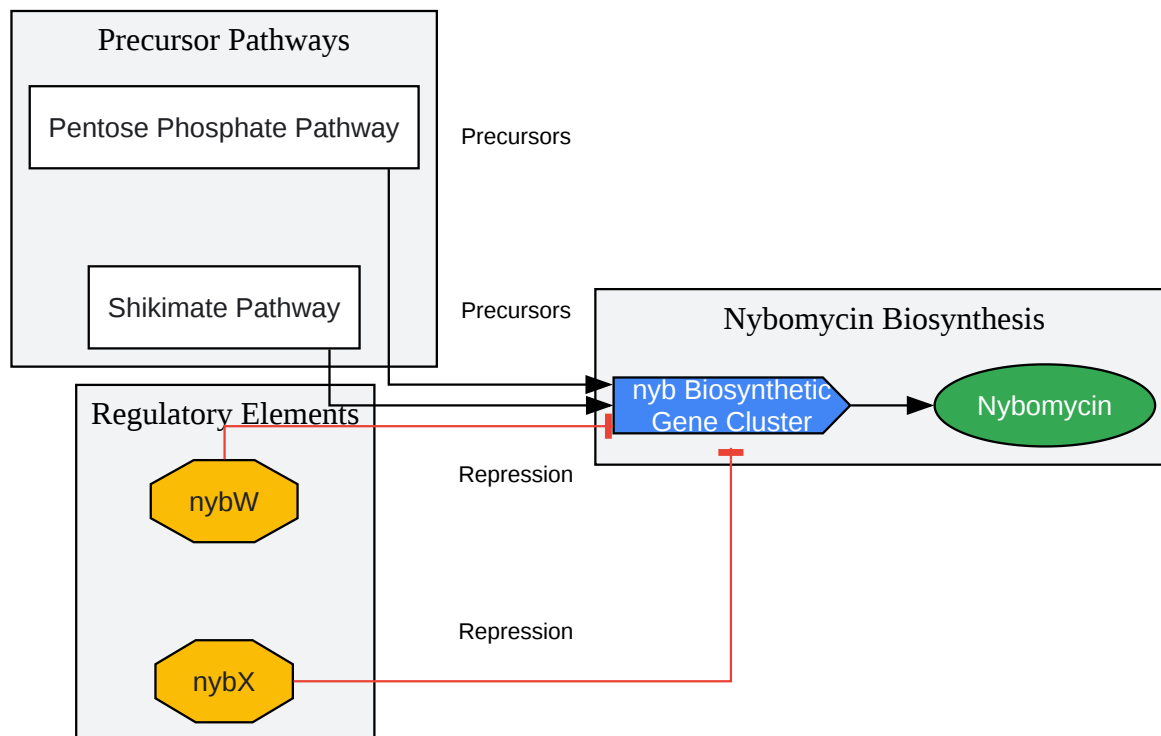 Precursor Pathways
Pentose Phosphate Pathway
Precursors
Shikimate Pathway
Precursors
Nybomycin Biosynthesis
nyb Biosynthetic
Gene Cluster
Nybomycin
Regulatory Elements
nybW
Repression
nybX
Repression